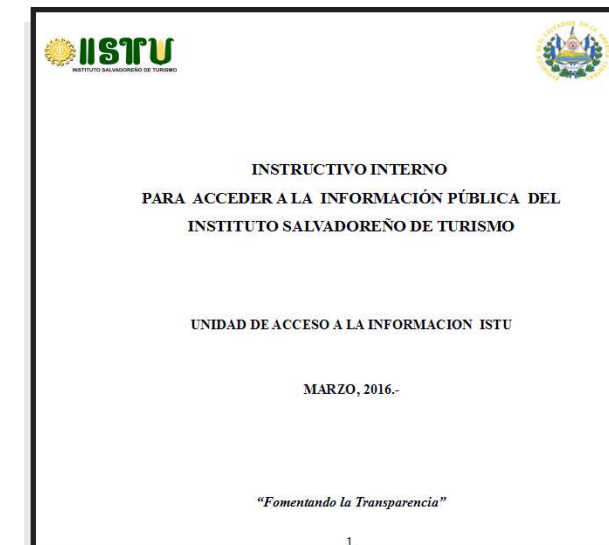 ISTU
INSTITUTO SALVADOREÑO DE TURISMO
INSTRUCTIVO INTERNO
PARA ACCEDER A LA INFORMACIÓN PÚBLICA DEL
INSTITUTO SALVADOREÑO DE TURISMO
UNIDAD DE ACCESO A LA INFORMACION ISTU
MARZO, 2016.-
“Fomentando la Transparencia”
1